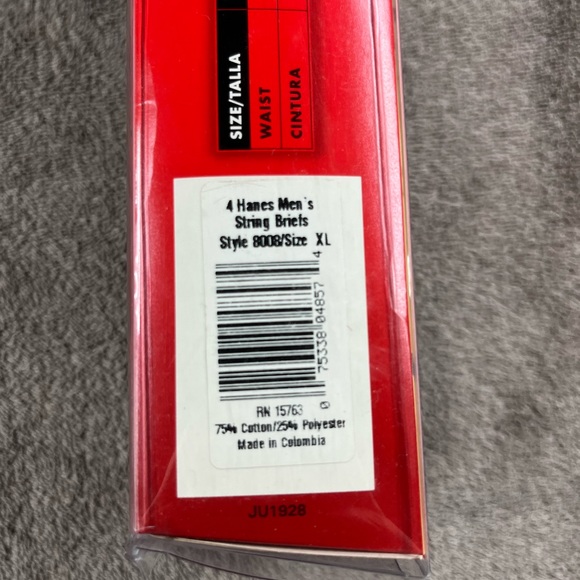 SIZE/TALLA
WAIST
CINTURA
4 Hanes Men's
String Briefs
Style 8008/Size XL
0 75338 04857 4
RN 15763
75% Cotton/25% Polyester
Made in Colombia
JU1828